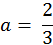 a = 2/3